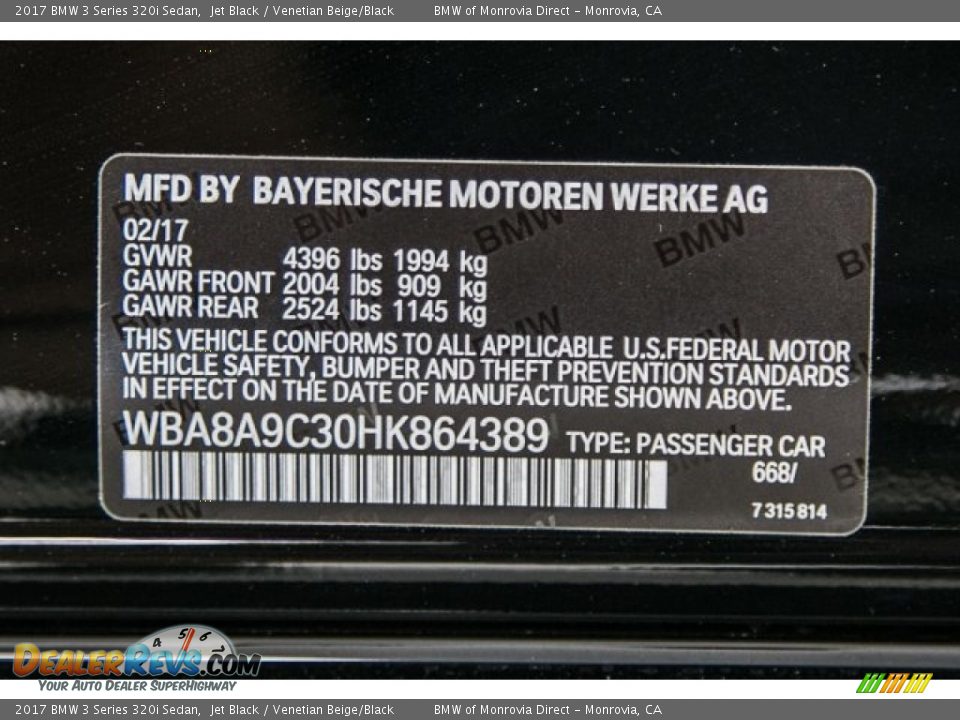 2017 BMW 3 Series 320i Sedan,  Jet Black / Venetian Beige/Black  BMW of Monrovia Direct - Monrovia, CA
MFD BY BAYERISCHE MOTOREN WERKE AG
02/17
GVWR 4396 lbs 1994 kg
GAWR FRONT 2004 lbs 909 kg
GAWR REAR 2524 lbs 1145 kg
THIS VEHICLE CONFORMS TO ALL APPLICABLE U.S.FEDERAL MOTOR
VEHICLE SAFETY, BUMPER AND THEFT PREVENTION STANDARDS
IN EFFECT ON THE DATE OF MANUFACTURE SHOWN ABOVE.
WBA8A9C30HK864389 TYPE: PASSENGER CAR
668/
7 315 814
4 5 6
DealerRevs.com
Your Auto Dealer SuperHighway
2017 BMW 3 Series 320i Sedan,  Jet Black / Venetian Beige/Black  BMW of Monrovia Direct - Monrovia, CA